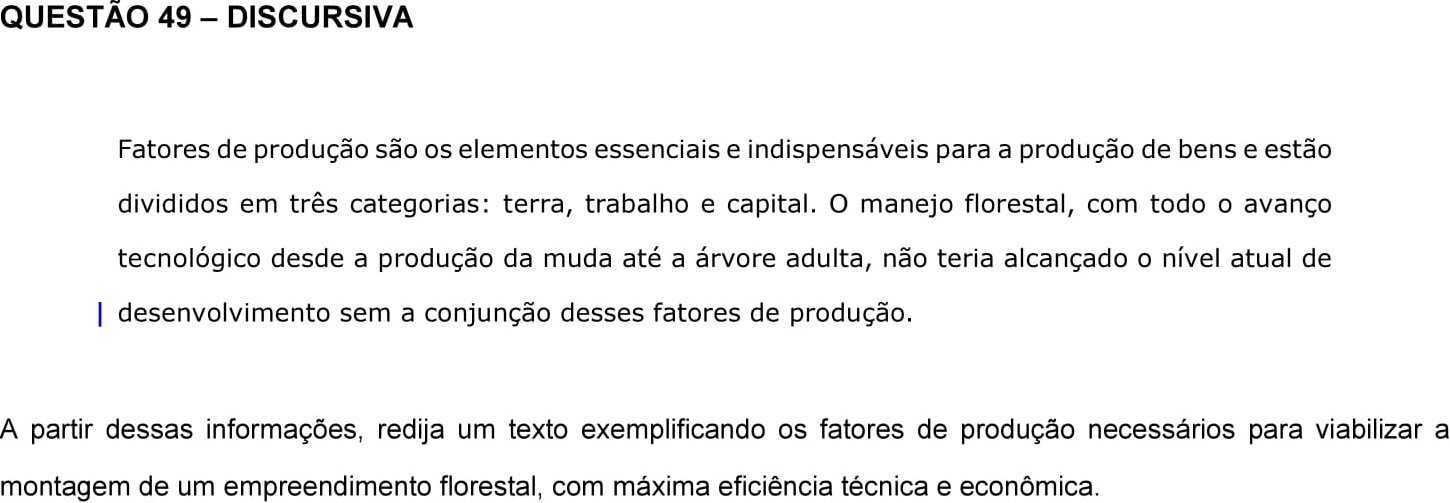 QUESTÃO 49 – DISCURSIVA
Fatores de produção são os elementos essenciais e indispensáveis para a produção de bens e estão
divididos em três categorias: terra, trabalho e capital. O manejo florestal, com todo o avanço
tecnológico desde a produção da muda até a árvore adulta, não teria alcançado o nível atual de
desenvolvimento sem a conjunção desses fatores de produção.
A partir dessas informações, redija um texto exemplificando os fatores de produção necessários para viabilizar a
montagem de um empreendimento florestal, com máxima eficiência técnica e econômica.